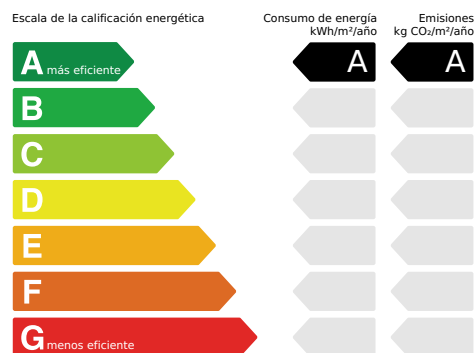 Escala de la calificación energética
Consumo de energía
kWh/m²/año
Emisiones
kg CO₂/m²/año
A más eficiente
A
A
B
C
D
E
F
G menos eficiente